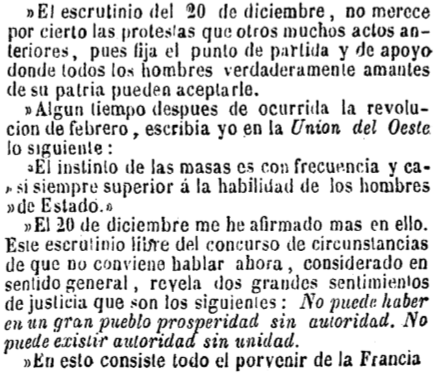 »El escrutinio del 20 de diciembre, no merece
por cierto las protestas que otros muchos actos an-
teriores, pues fija el punto de partida y de apoyo
donde todos los hombres verdaderamente amantes
de su patria pueden aceptarle.
»Algun tiempo despues de ocurrida la revolu-
cion de febrero, escribia yo en la Union del Oeste
lo siguiente:
»El instinto de las masas es con frecuencia y ca-
»si siempre superior á la habilidad de los hombres
»de Estado.»
»El 20 de diciembre me he afirmado mas en ello.
Este escrutinio libre del concurso de circunstancias
de que no conviene hablar ahora, considerado en
sentido general, revela dos grandes sentimientos
de justicia que son los siguientes: No puede haber
en un gran pueblo prosperidad sin autoridad. No
puede existir autoridad sin unidad.
»En esto consiste todo el porvenir de la Francia